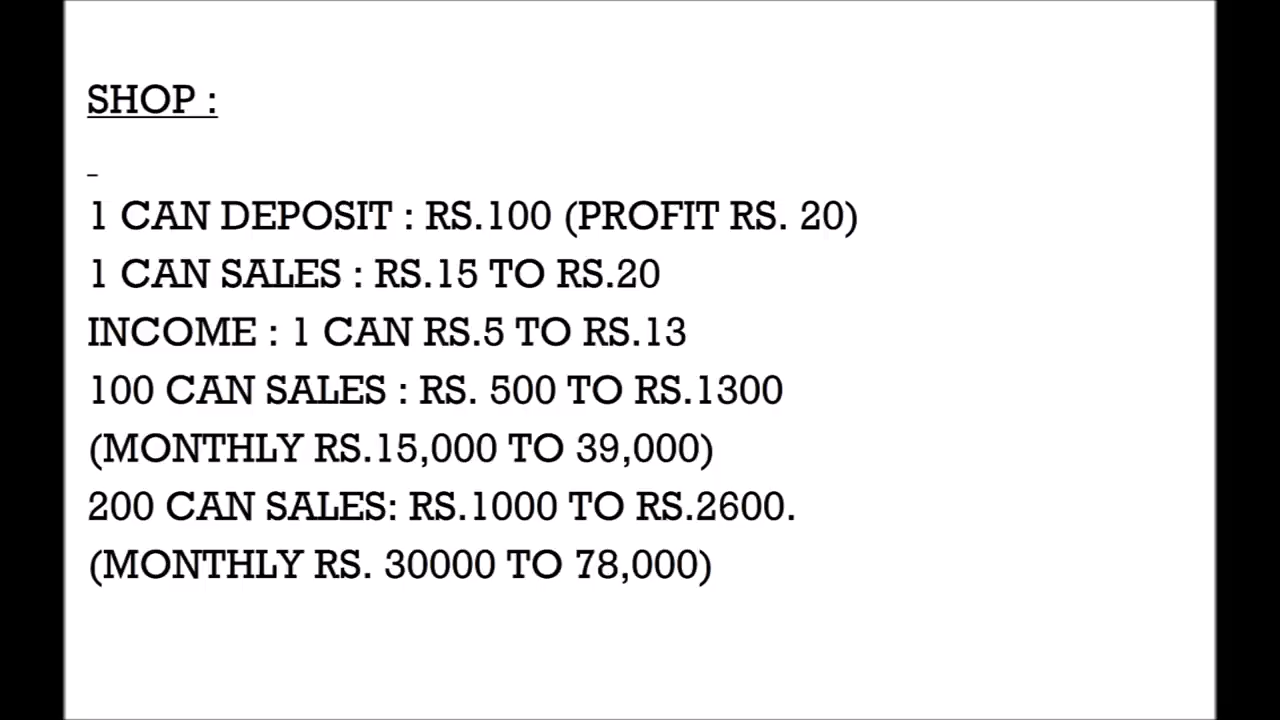 SHOP :
1 CAN DEPOSIT : RS.100 (PROFIT RS. 20)
1 CAN SALES : RS.15 TO RS.20
INCOME : 1 CAN RS.5 TO RS.13
100 CAN SALES : RS. 500 TO RS.1300
(MONTHLY RS.15,000 TO 39,000)
200 CAN SALES: RS.1000 TO RS.2600.
(MONTHLY RS. 30000 TO 78,000)